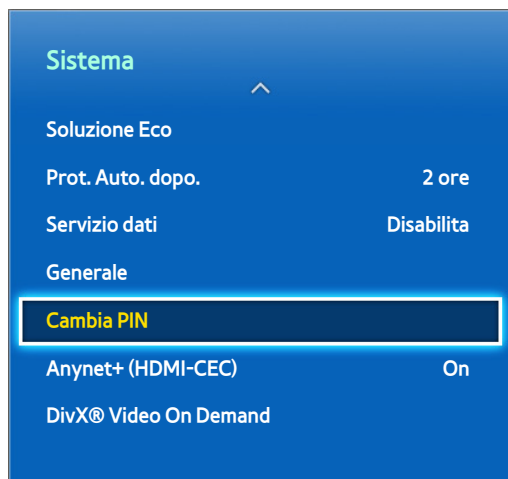 Sistema
Soluzione Eco
Prot. Auto. dopo. 2 ore
Servizio dati Disabilita
Generale
Cambia PIN
Anynet+ (HDMI-CEC) On
DivX® Video On Demand